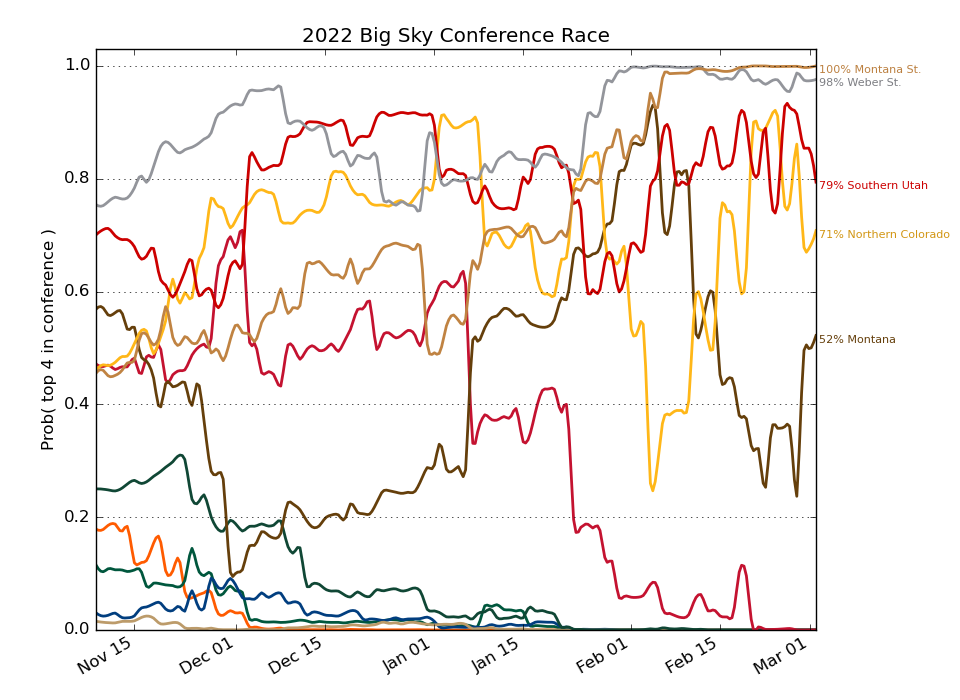 2022 Big Sky Conference Race
Prob( top 4 in conference )
1.0
0.8
0.6
0.4
0.2
0.0
Nov 15
Dec 01
Dec 15
Jan 01
Jan 15
Feb 01
Feb 15
Mar 01
100% Montana St.
98% Weber St.
79% Southern Utah
71% Northern Colorado
52% Montana